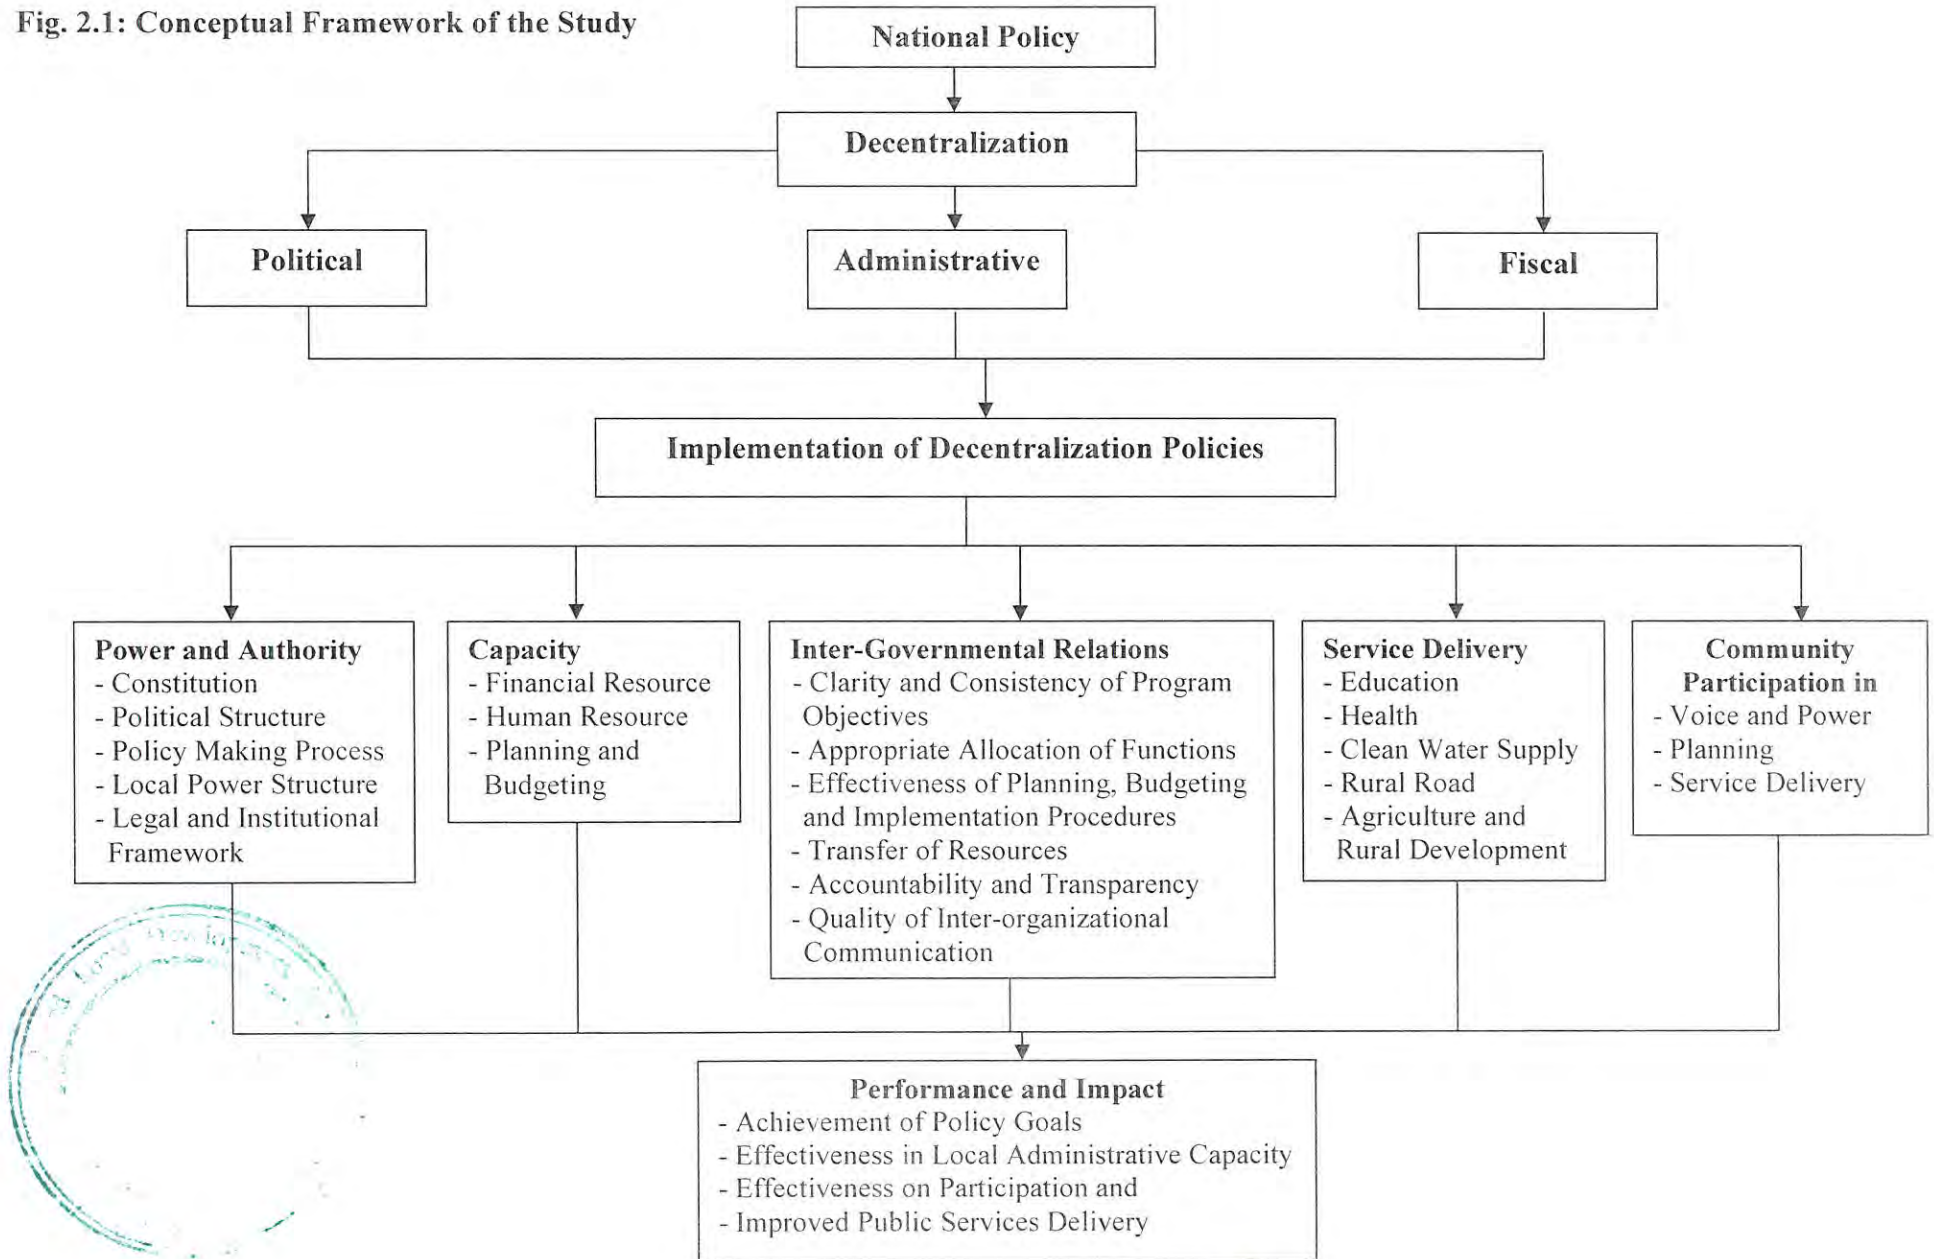 Fig. 2.1: Conceptual Framework of the Study
National Policy
Decentralization
Political
Administrative
Fiscal
Implementation of Decentralization Policies
Power and Authority
- Constitution
- Political Structure
- Policy Making Process
- Local Power Structure
- Legal and Institutional
Framework
Capacity
- Financial Resource
- Human Resource
- Planning and
Budgeting
Inter-Governmental Relations
- Clarity and Consistency of Program
Objectives
- Appropriate Allocation of Functions
- Effectiveness of Planning, Budgeting
and Implementation Procedures
- Transfer of Resources
- Accountability and Transparency
- Quality of Inter-organizational
Communication
Service Delivery
- Education
- Health
- Clean Water Supply
- Rural Road
- Agriculture and
Rural Development
Community
Participation in
- Voice and Power
- Planning
- Service Delivery
Performance and Impact
- Achievement of Policy Goals
- Effectiveness in Local Administrative Capacity
- Effectiveness on Participation and
- Improved Public Services Delivery